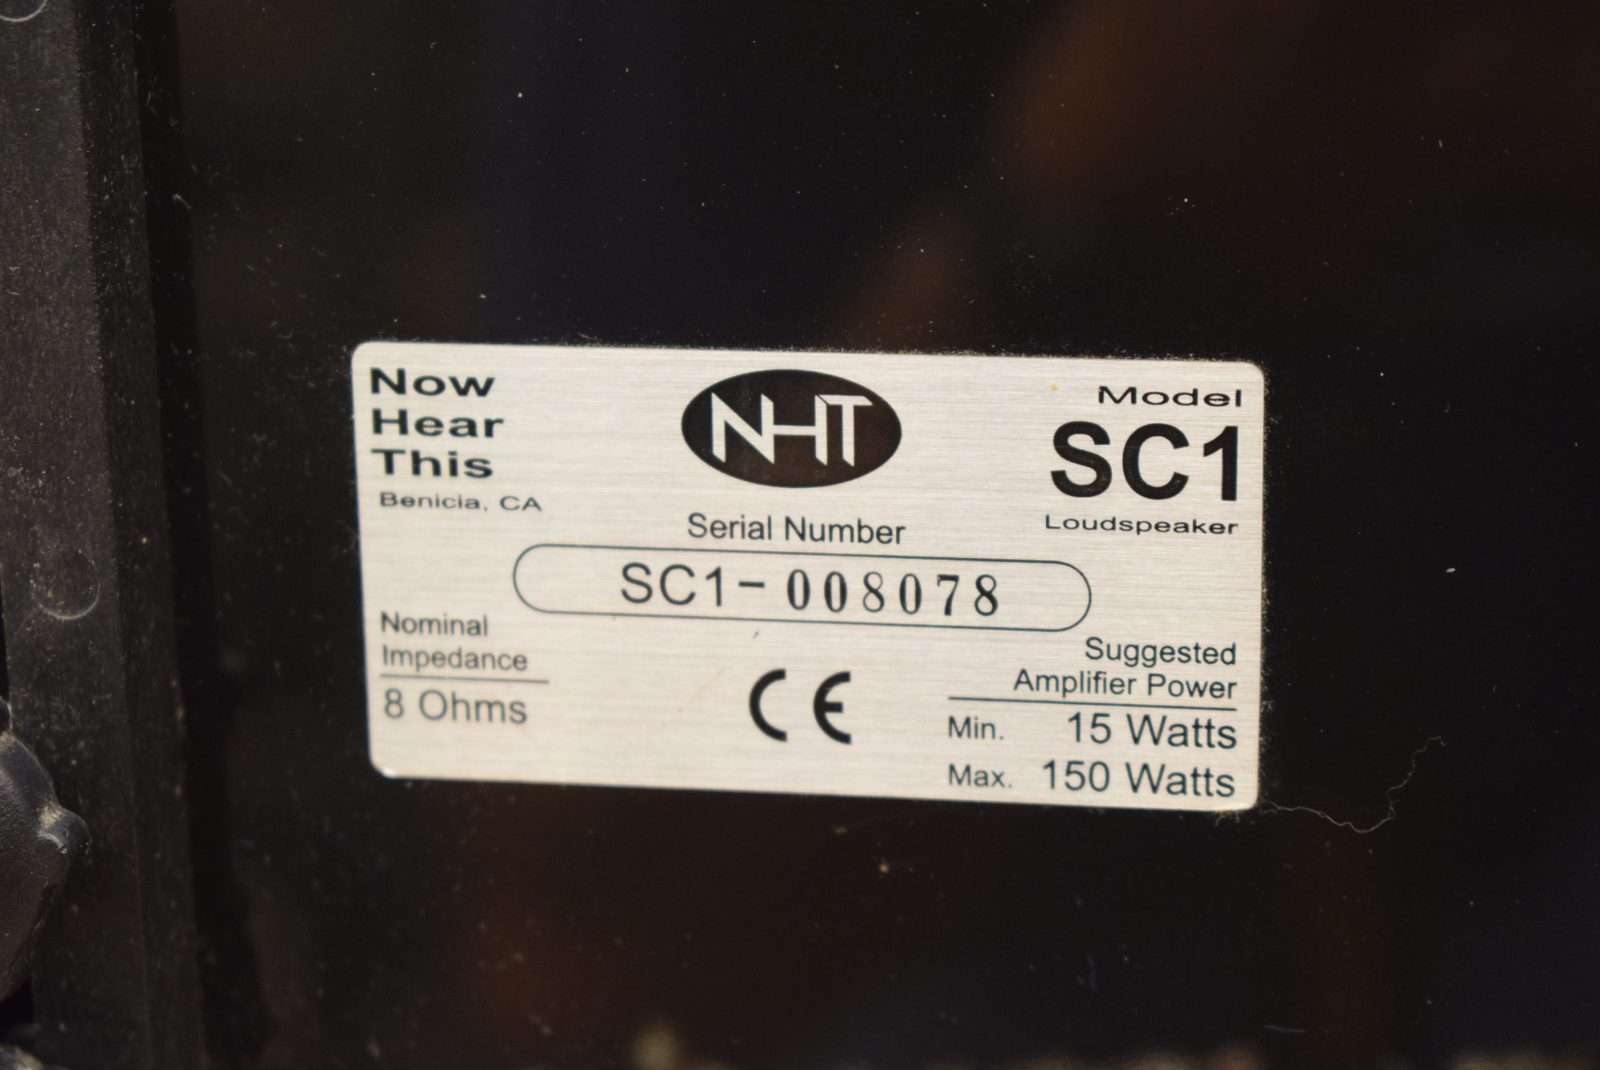 Now
Hear
This
Benicia, CA
NHT
Model
SC1
Loudspeaker
Serial Number
SC1-008078
Nominal
Impedance
8 Ohms
CE
Suggested
Amplifier Power
Min. 15 Watts
Max. 150 Watts